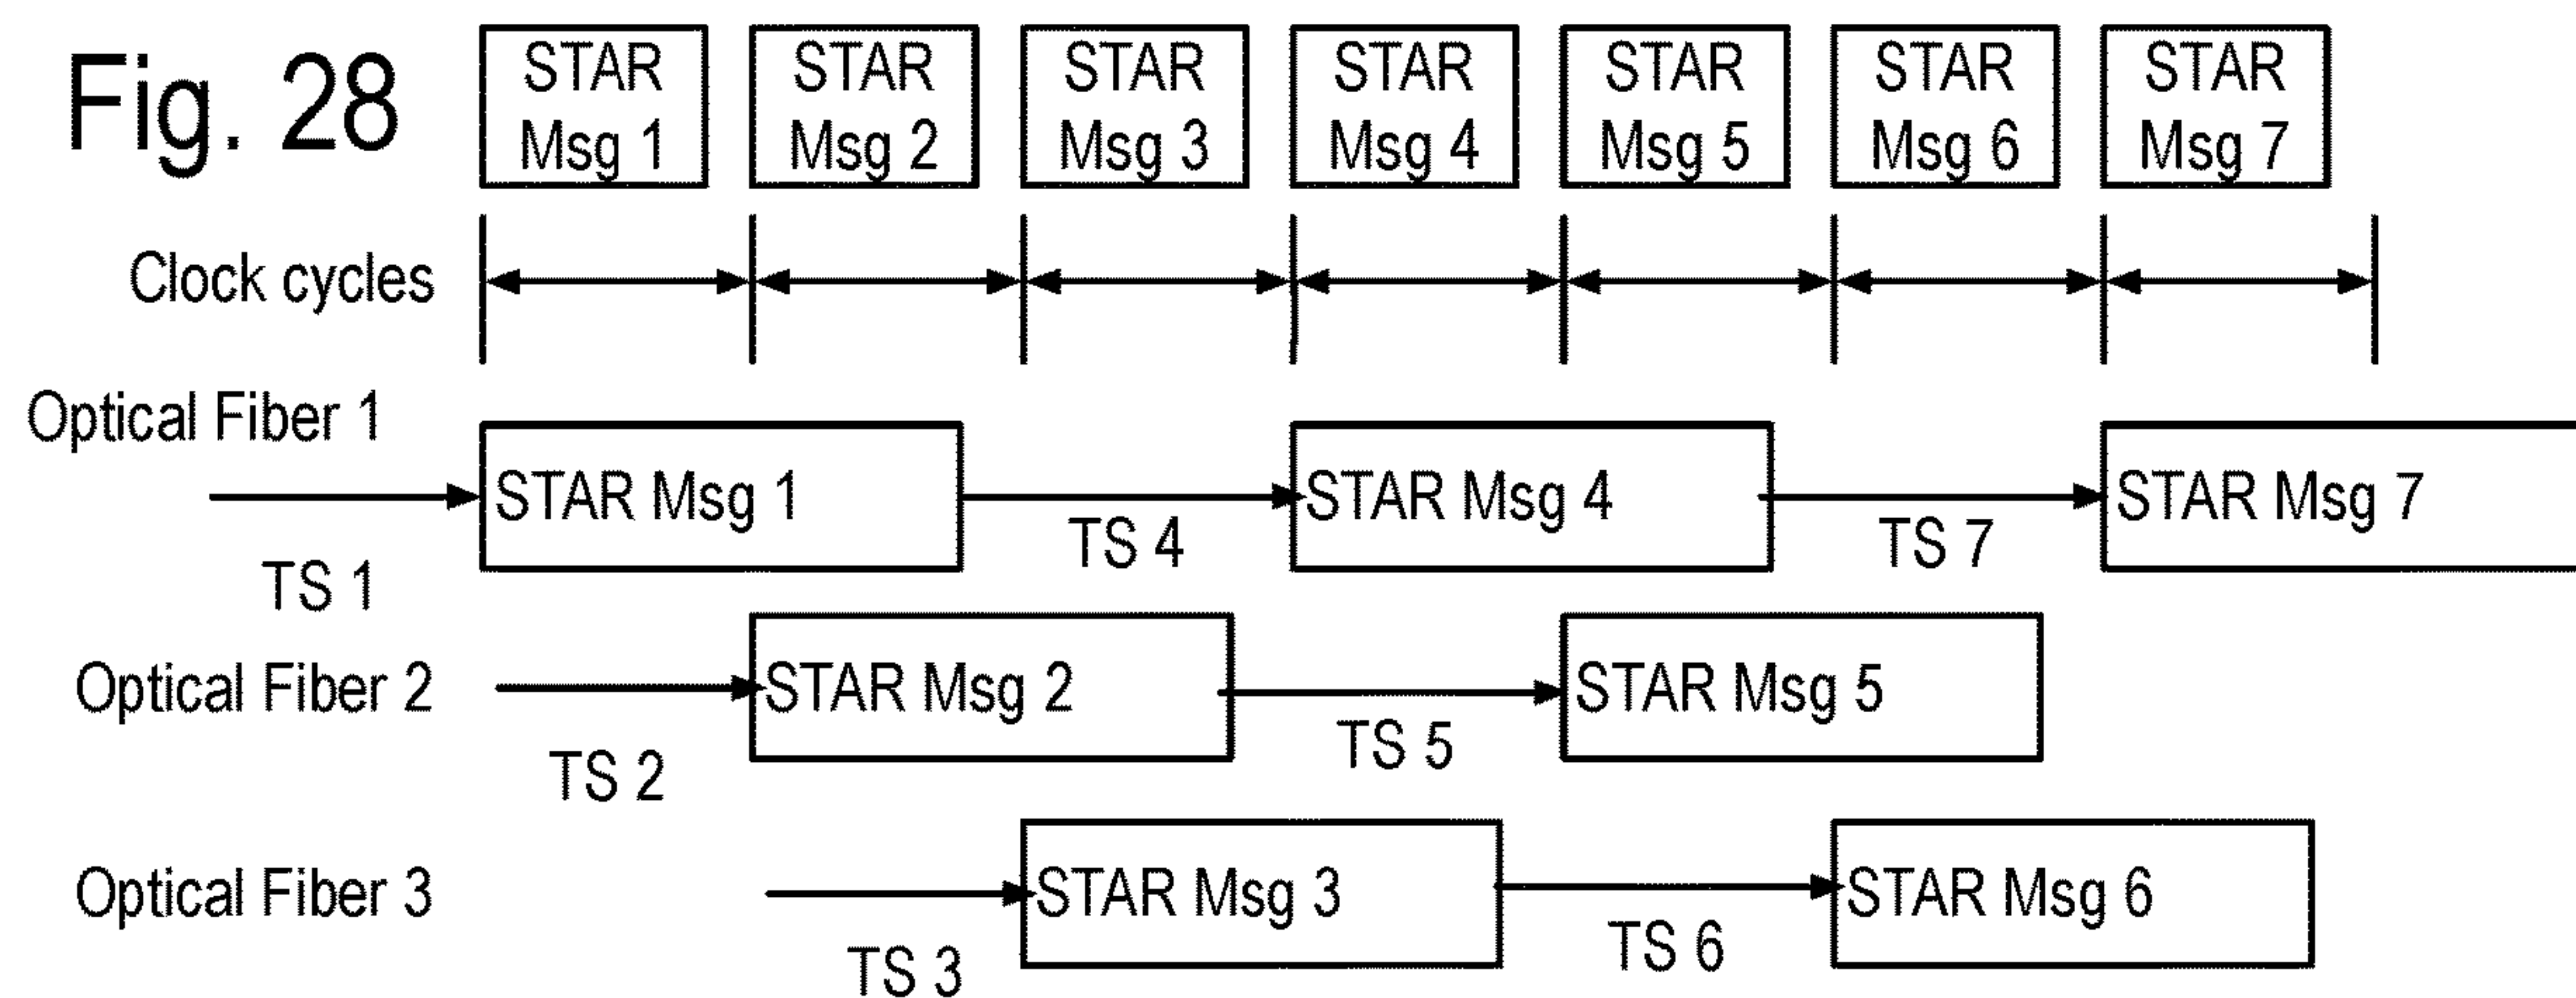 Fig. 28
STAR Msg 1
STAR Msg 2
STAR Msg 3
STAR Msg 4
STAR Msg 5
STAR Msg 6
STAR Msg 7
Clock cycles
Optical Fiber 1
TS 1
STAR Msg 1
TS 4
STAR Msg 4
TS 7
STAR Msg 7
Optical Fiber 2
TS 2
STAR Msg 2
TS 5
STAR Msg 5
Optical Fiber 3
TS 3
STAR Msg 3
TS 6
STAR Msg 6